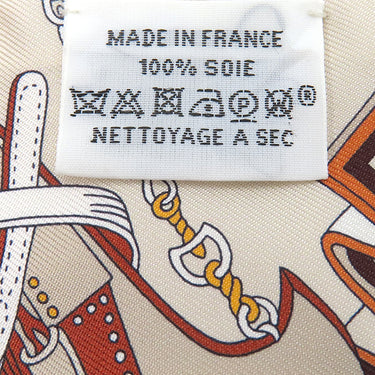 MADE IN FRANCE
100% SOIE
P W ®
NETTOYAGE A SEC